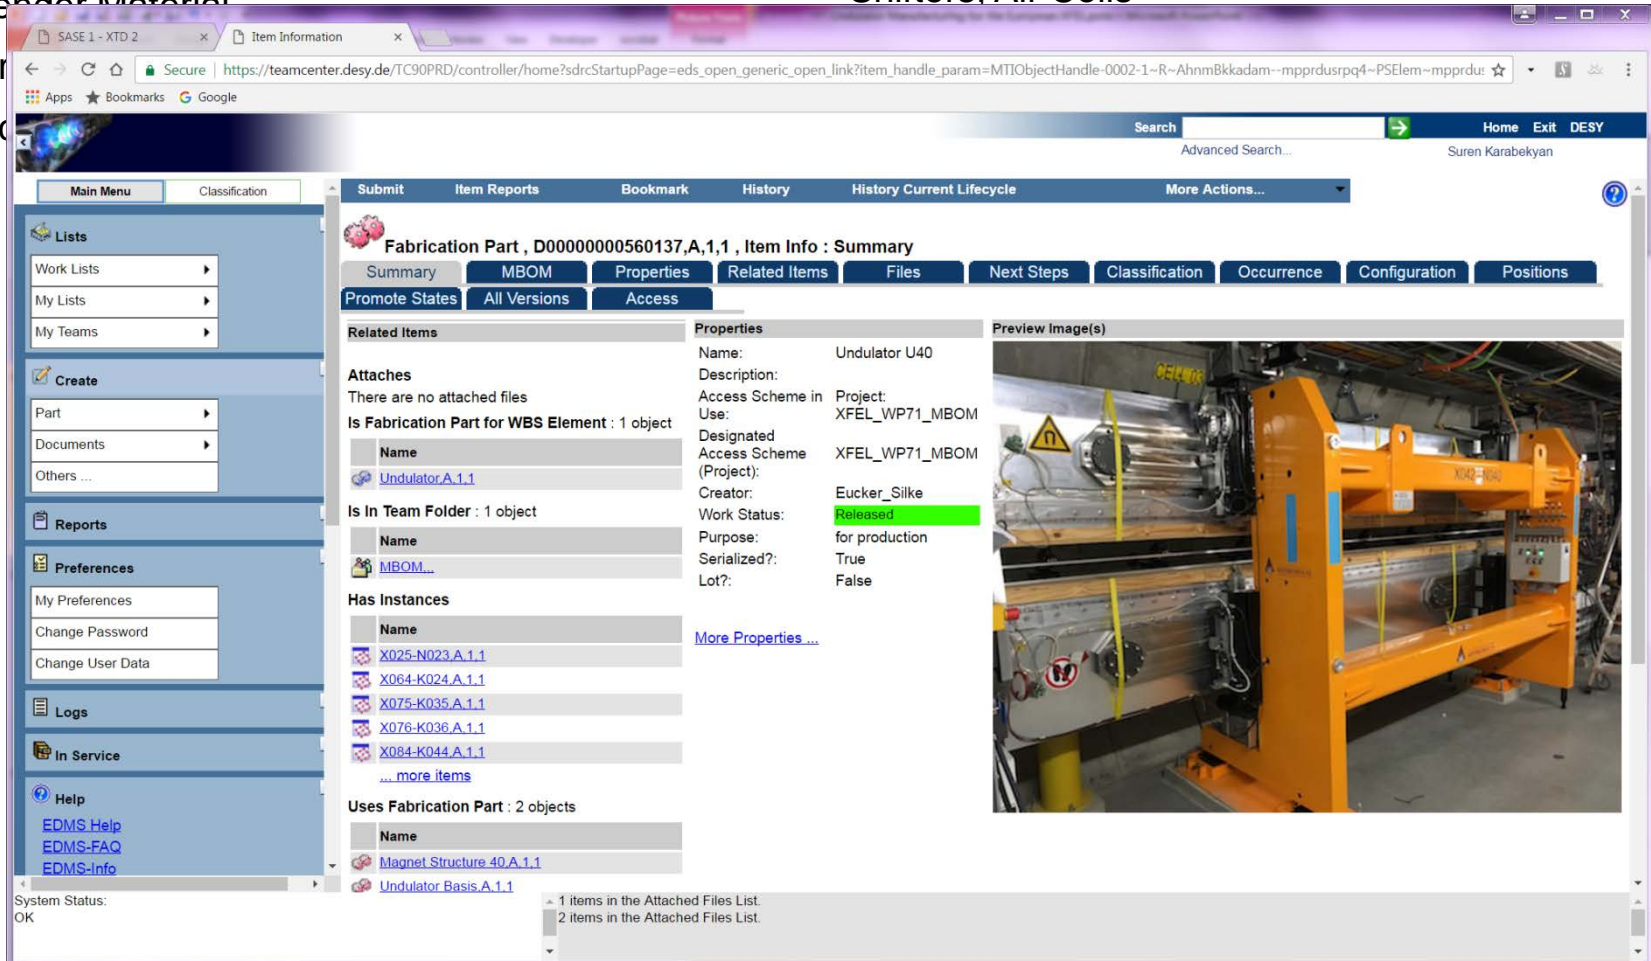 SASE 1 - XTD 2
Item Information
Secure | https://teamcenter.desy.de/TC90PRD/controller/home?sdrcStartupPage=eds_open_generic_open_link?item_handle_param=MTIObjectHandle-0002-1~R~AhnmBkkadam--mpprdusrpq4~PSElem~mpprdu
Apps Bookmarks Google
Search
Home Exit DESY
Advanced Search...
Suren Karabekyan
Main Menu
Classification
Submit Item Reports Bookmark History History Current Lifecycle More Actions...
Fabrication Part , D00000000560137,A,1,1 , Item Info : Summary
Summary MBOM Properties Related Items Files Next Steps Classification Occurrence Configuration Positions
Promote States All Versions Access
Lists
Work Lists
My Lists
My Teams
Create
Part
Documents
Others ...
Reports
Preferences
My Preferences
Change Password
Change User Data
Logs
In Service
Help
EDMS Help
EDMS-FAQ
EDMS-Info
Related Items
Attaches
There are no attached files
Is Fabrication Part for WBS Element : 1 object
Name
Undulator,A,1,1
Is In Team Folder : 1 object
Name
MBOM...
Has Instances
Name
X025-N023,A,1,1
X064-K024,A,1,1
X075-K035,A,1,1
X076-K036,A,1,1
X084-K044,A,1,1
... more items
Uses Fabrication Part : 2 objects
Name
Magnet Structure 40,A,1,1
Undulator Basis,A,1,1
Properties
Name: Undulator U40
Description:
Access Scheme in Project:
Use: XFEL_WP71_MBOM
Designated
Access Scheme XFEL_WP71_MBOM
(Project):
Creator: Eucker_Silke
Work Status: Released
Purpose: for production
Serialized?: True
Lot?: False
More Properties ...
Preview Image(s)
CELL 03
X042-N040
System Status:
OK
1 items in the Attached Files List.
2 items in the Attached Files List.